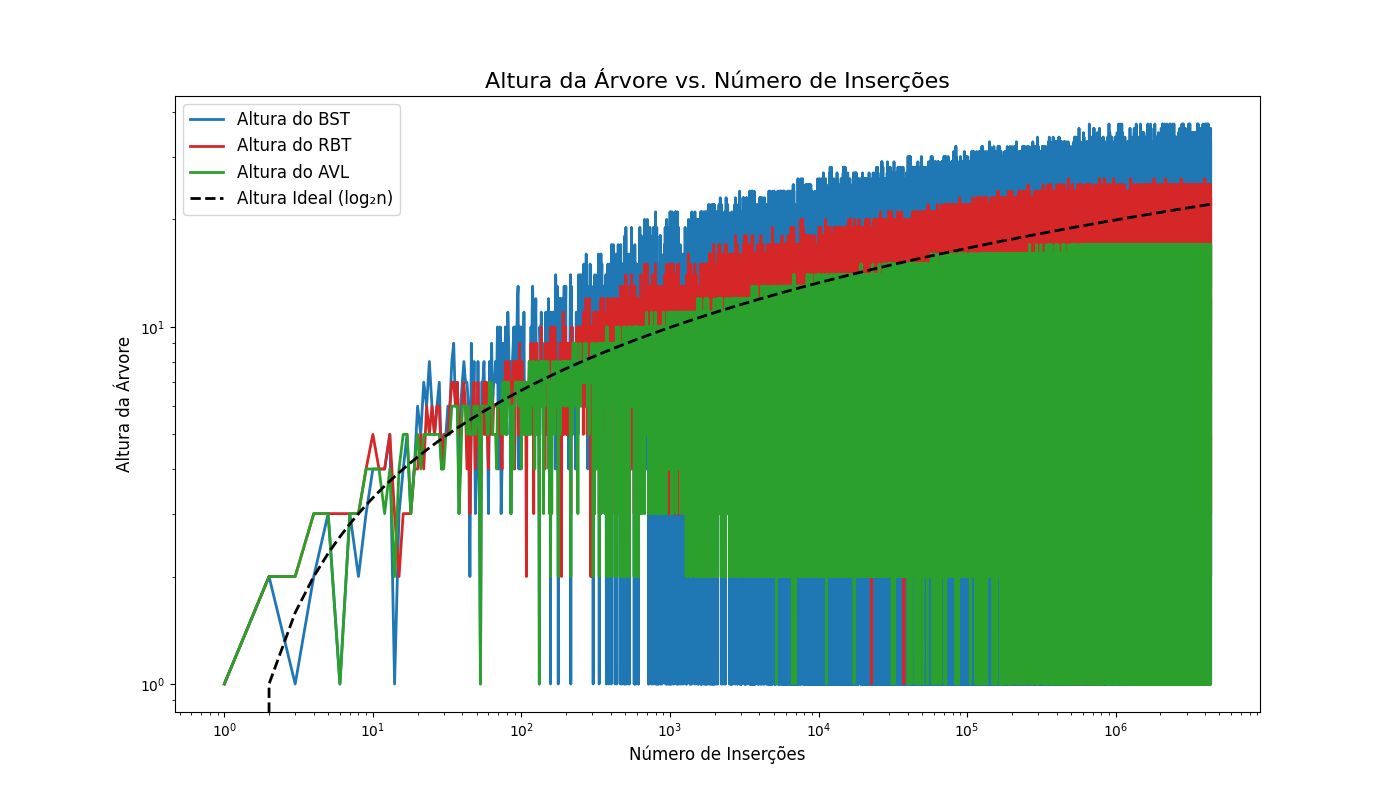 Altura da Árvore vs. Número de Inserções
Altura do BST
Altura do RBT
Altura do AVL
Altura Ideal (log₂n)
Altura da Árvore
10¹
10⁰
10⁰ 10¹ 10² 10³ 10⁴ 10⁵ 10⁶
Número de Inserções